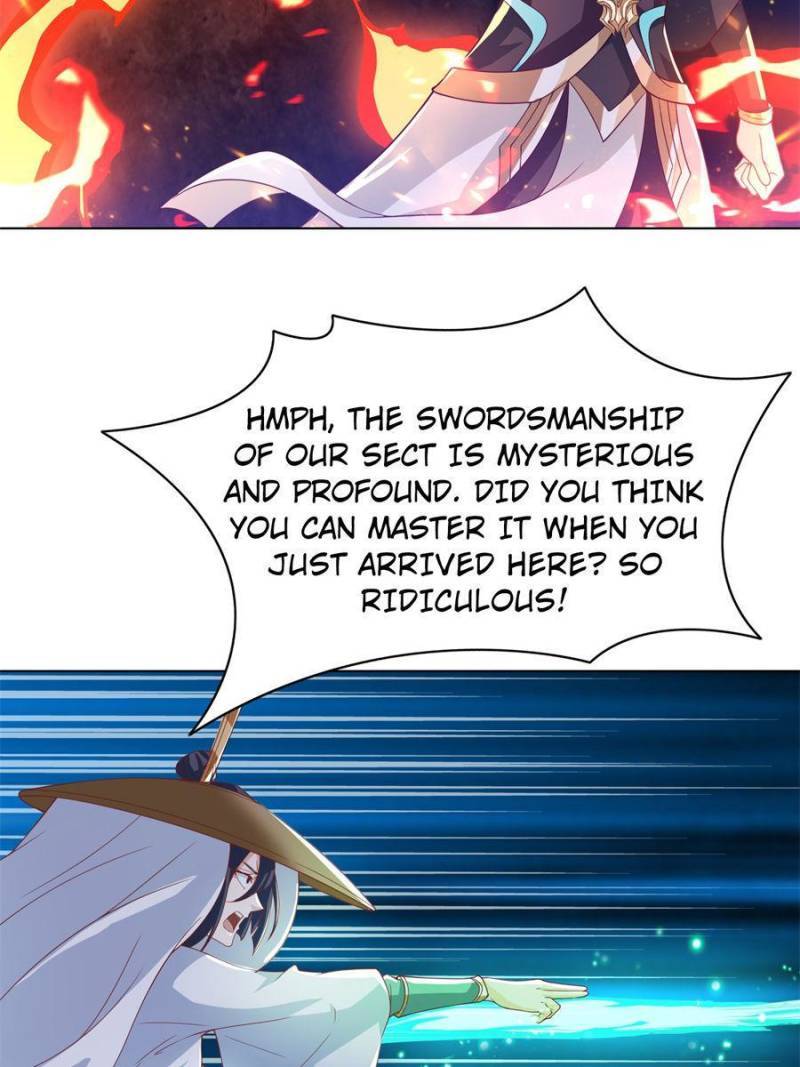 HMPH, THE SWORDSMANSHIP
OF OUR SECT IS MYSTERIOUS
AND PROFOUND. DID YOU THINK
YOU CAN MASTER IT WHEN YOU
JUST ARRIVED HERE? SO
RIDICULOUS!